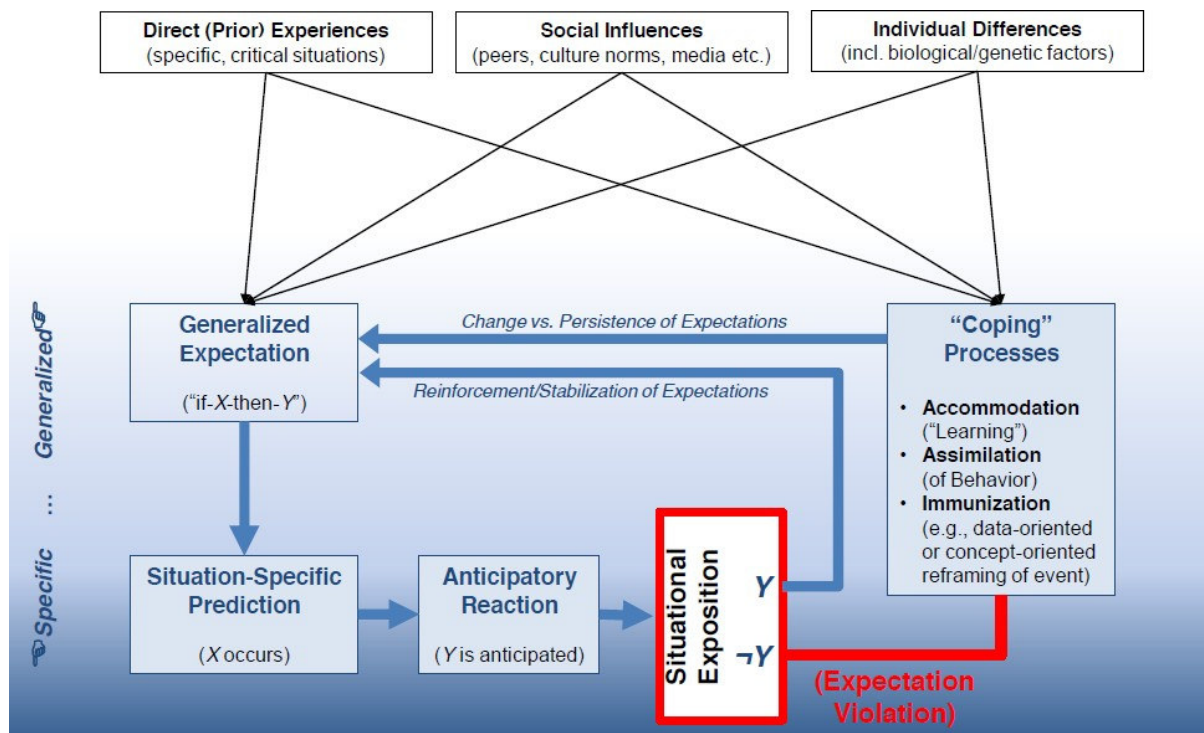 Direct (Prior) Experiences
(specific, critical situations)
Social Influences
(peers, culture norms, media etc.)
Individual Differences
(incl. biological/genetic factors)
Generalized
Expectation
(“if-X-then-Y”)
Change vs. Persistence of Expectations
Reinforcement/Stabilization of Expectations
“Coping”
Processes
• Accommodation
(“Learning”)
• Assimilation
(of Behavior)
• Immunization
(e.g., data-oriented
or concept-oriented
reframing of event)
Specific ... Generalized
Situation-Specific
Prediction
(X occurs)
Anticipatory
Reaction
(Y is anticipated)
Situational
Exposition
Y
¬Y
(Expectation
Violation)